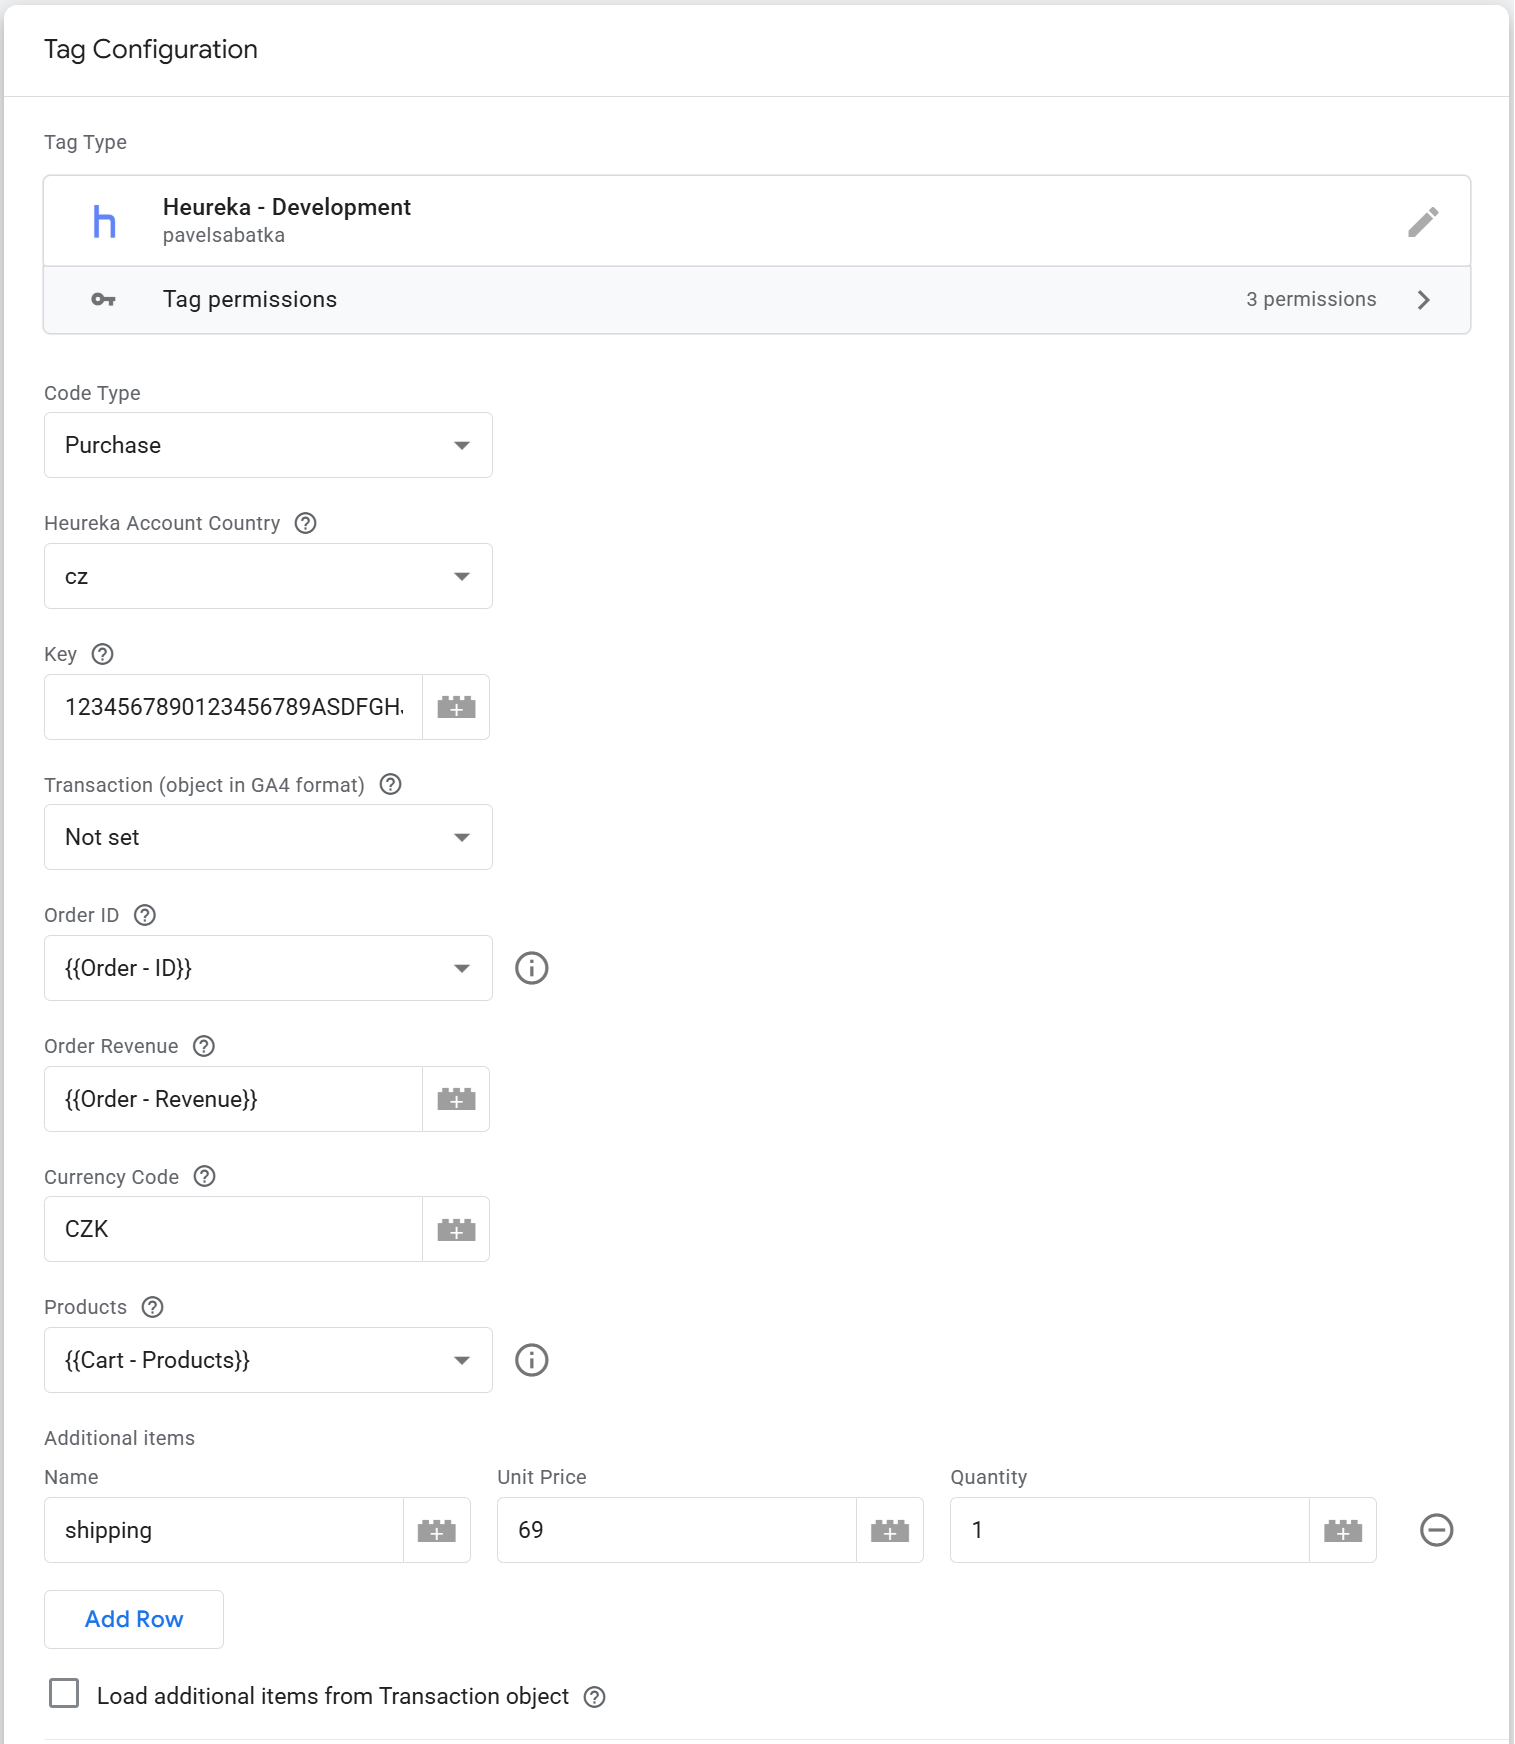 Tag Configuration
Tag Type
h
Heureka - Development
pavelsabatka
Tag permissions
3 permissions
Code Type
Purchase
Heureka Account Country
cz
Key
1234567890123456789ASDFGH
Transaction (object in GA4 format)
Not set
Order ID
{{Order - ID}}
Order Revenue
{{Order - Revenue}}
Currency Code
CZK
Products
{{Cart - Products}}
Additional items
Name Unit Price Quantity
shipping 69 1
Add Row
Load additional items from Transaction object